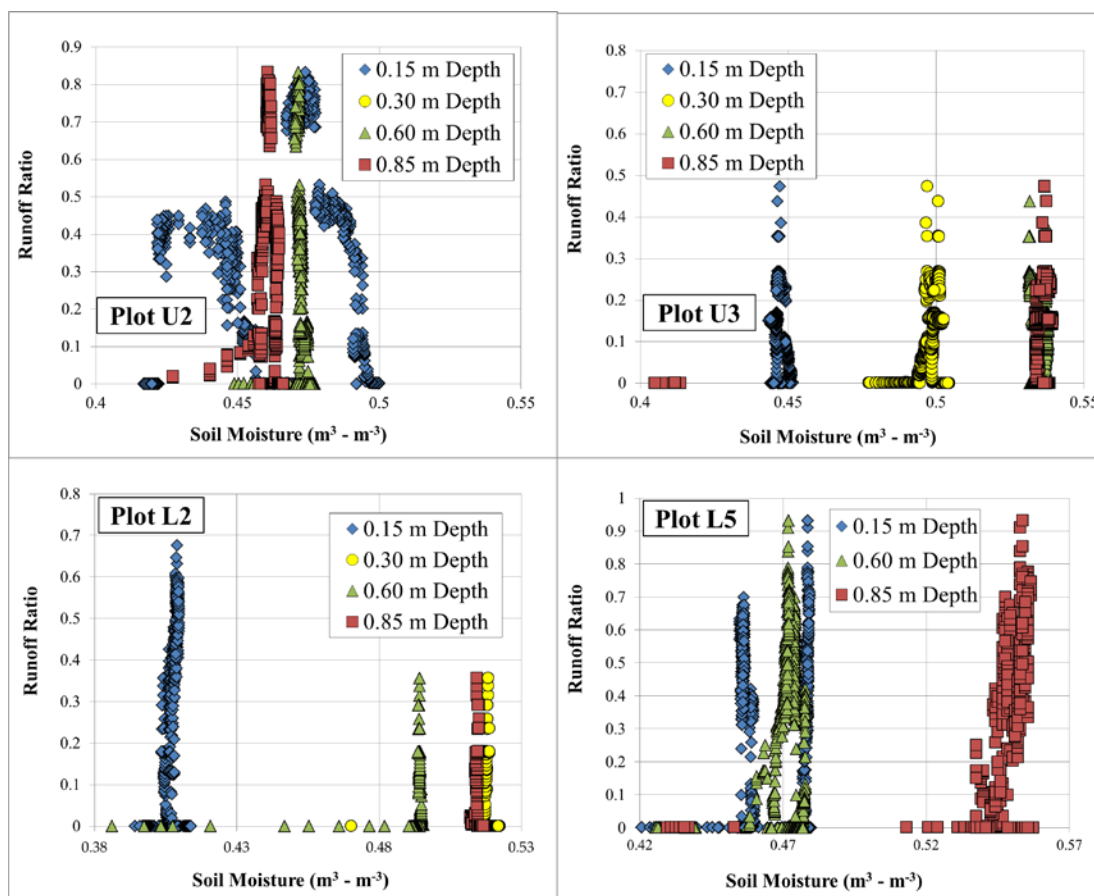 0.9
0.8
0.7
0.6
0.5
0.4
0.3
0.2
0.1
0
Runoff Ratio
0.15 m Depth
0.30 m Depth
0.60 m Depth
0.85 m Depth
Plot U2
0.4 0.45 0.5 0.55
Soil Moisture (m³ - m⁻³)
0.8
0.7
0.6
0.5
0.4
0.3
0.2
0.1
0
Runoff Ratio
0.15 m Depth
0.30 m Depth
0.60 m Depth
0.85 m Depth
Plot U3
0.4 0.45 0.5 0.55
Soil Moisture (m³ - m⁻³)
0.8
0.7
0.6
0.5
0.4
0.3
0.2
0.1
0
Runoff Ratio
Plot L2
0.15 m Depth
0.30 m Depth
0.60 m Depth
0.85 m Depth
0.38 0.43 0.48 0.53
Soil Moisture (m³ - m⁻³)
1
0.9
0.8
0.7
0.6
0.5
0.4
0.3
0.2
0.1
0
Runoff Ratio
Plot L5
0.15 m Depth
0.60 m Depth
0.85 m Depth
0.42 0.47 0.52 0.57
Soil Moisture (m³ - m⁻³)